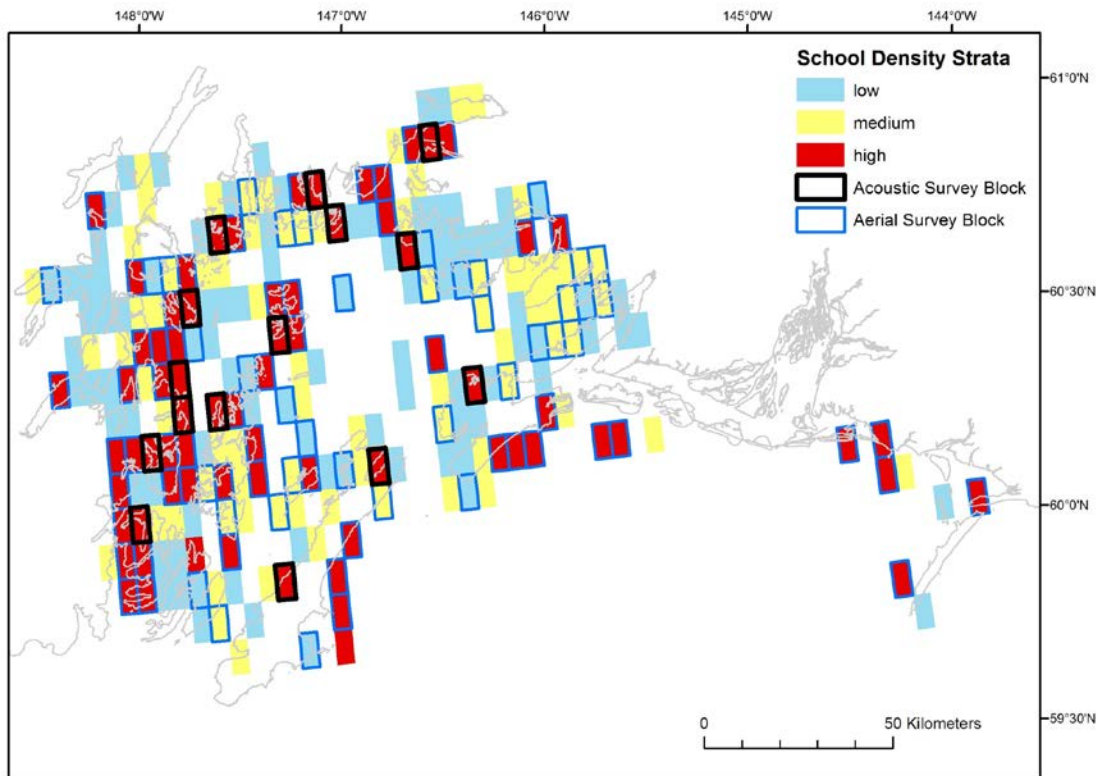 148°0'W 147°0'W 146°0'W 145°0'W 144°0'W
School Density Strata
61°0'N
low
medium
high
Acoustic Survey Block
Aerial Survey Block
60°30'N
60°0'N
59°30'N
0 50 Kilometers